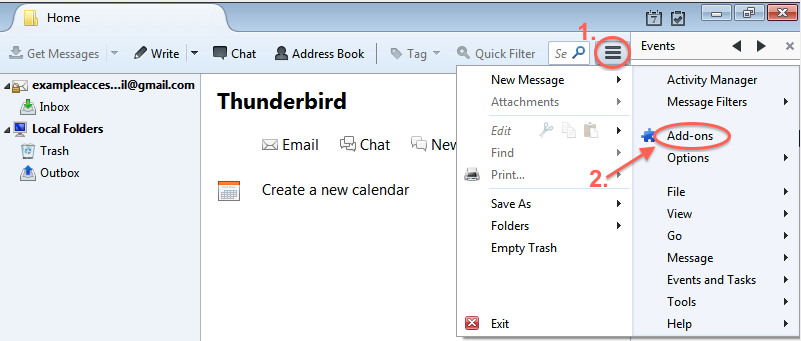 Home
7
Get Messages
Write
Chat
Address Book
Tag
Quick Filter
Se
1.
Events
exampleacces...il@gmail.com
Inbox
Local Folders
Trash
Outbox
Thunderbird
Email
Chat
New
Create a new calendar
New Message
Attachments
Edit
Find
Print...
Save As
Folders
Empty Trash
Exit
Activity Manager
Message Filters
Add-ons
2.
Options
File
View
Go
Message
Events and Tasks
Tools
Help